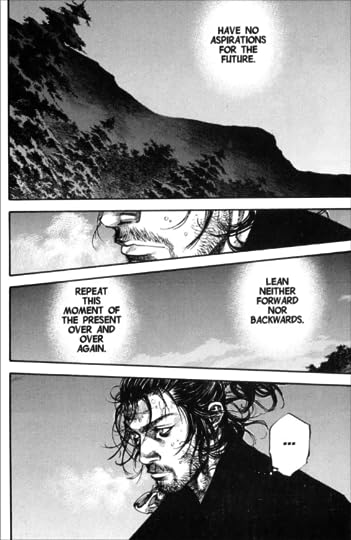 HAVE NO
ASPIRATIONS
FOR THE
FUTURE.
LEAN
NEITHER
FORWARD
NOR
BACKWARDS.
REPEAT
THIS
MOMENT OF
THE PRESENT
OVER AND
OVER
AGAIN.
...